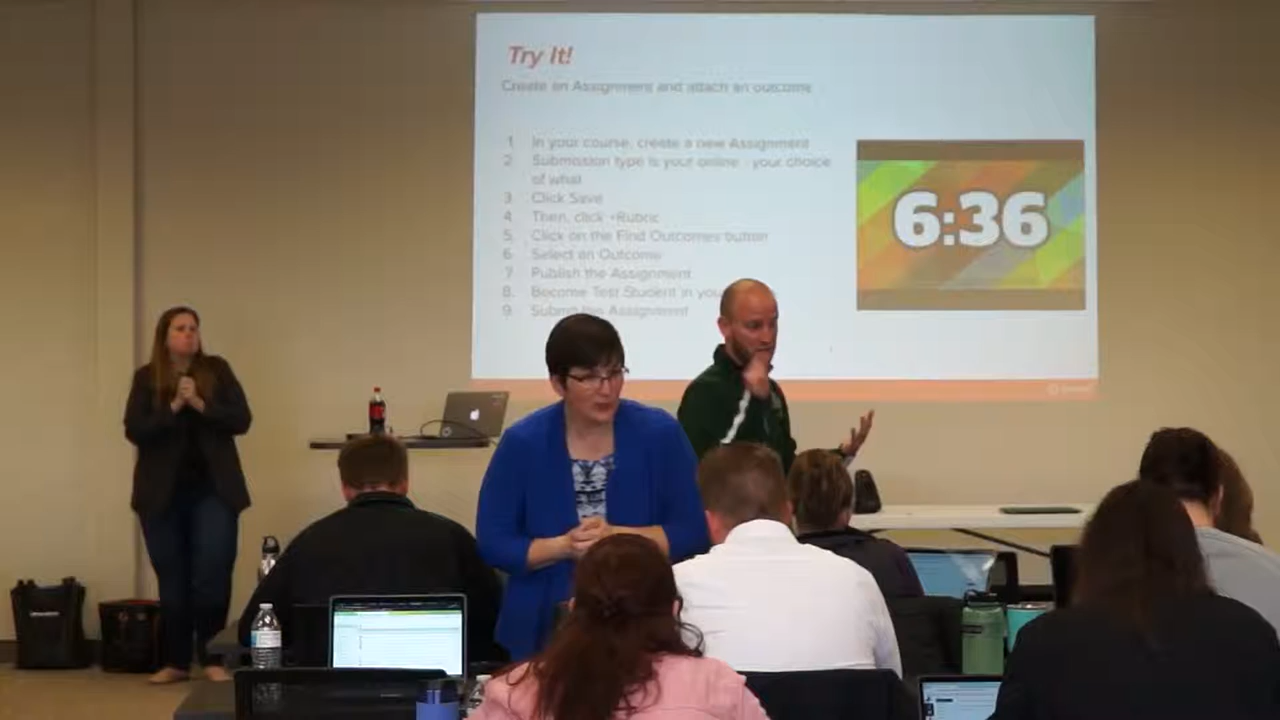 Try It!
Create an Assignment and attach an outcome
1. In your course, create a new Assignment
2. Submission type is your online - your choice
of what
3. Click Save
4. Then, click +Rubric
5. Click on the Find Outcomes button
6. Select an Outcome
7. Publish the Assignment
8. Become Test Student in you
9. Submit the Assignment
6:36